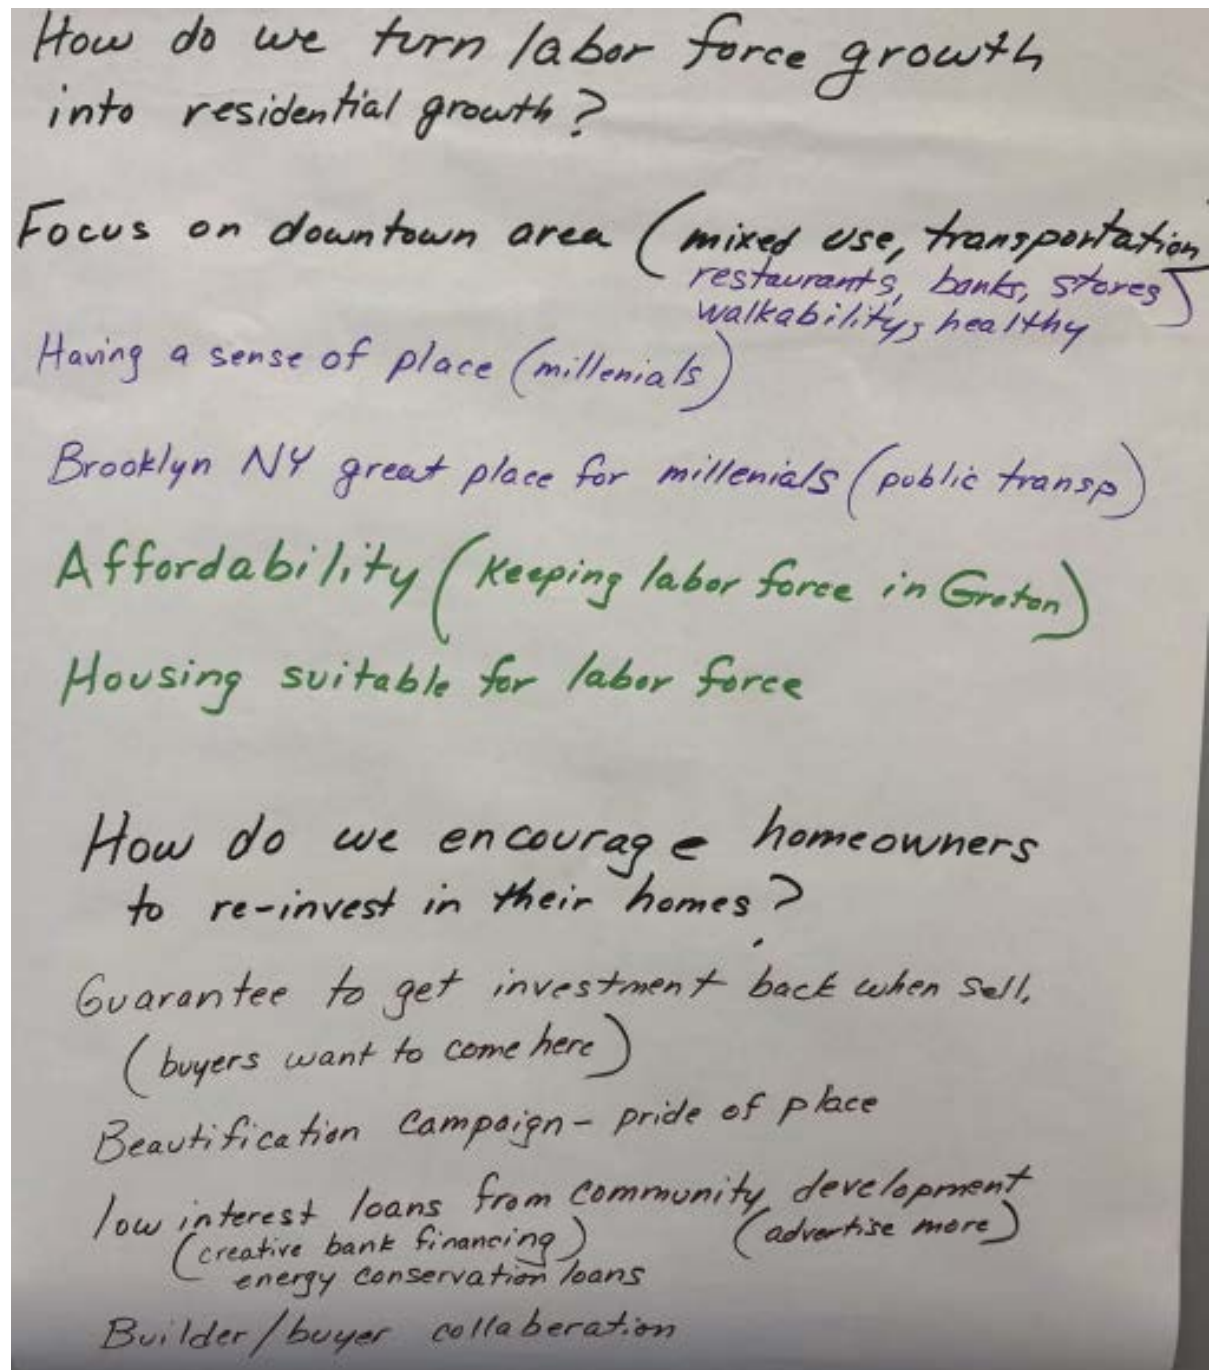 How do we turn labor force growth
into residential growth?
Focus on downtown area (mixed use, transportation
restaurants, banks, stores)
walkability, healthy
Having a sense of place (millenials)
Brooklyn NY great place for millenials (public transp)
Affordability (Keeping labor force in Groton)
Housing suitable for labor force
How do we encourage homeowners
to re-invest in their homes?
Guarantee to get investment back when sell,
(buyers want to come here)
Beautification Campaign - pride of place
low interest loans from community development
(creative bank financing) (advertise more)
energy conservation loans
Builder/buyer collaberation